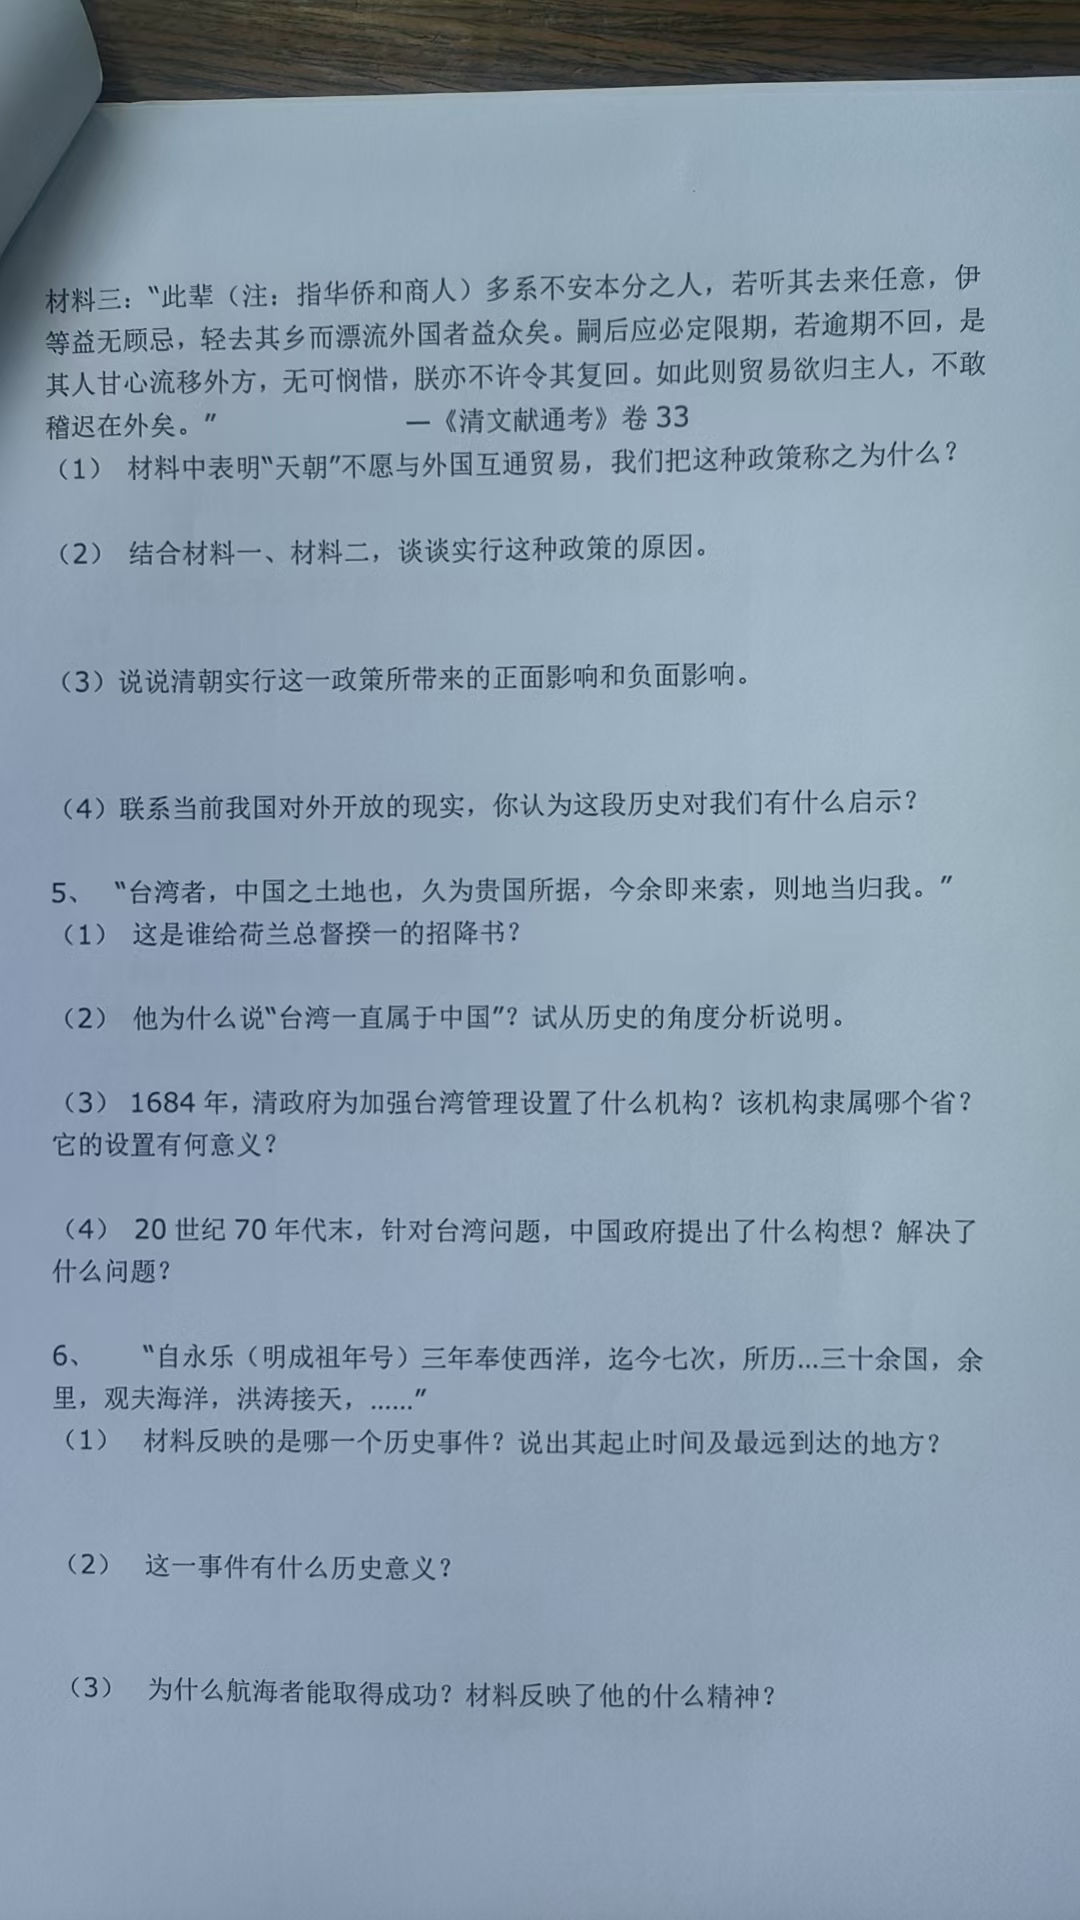 材料三：“此辈（注：指华侨和商人）多系不安本分之人，若听其去来任意，伊
等益无顾忌，轻去其乡而漂流外国者益众矣。嗣后应必定限期，若逾期不回，是
其人甘心流移外方，无可悯惜，朕亦不许令其复回。如此则贸易欲归主人，不敢
稽迟在外矣。” —《清文献通考》卷 33
（1） 材料中表明“天朝”不愿与外国互通贸易，我们把这种政策称之为什么？
（2） 结合材料一、材料二，谈谈实行这种政策的原因。
（3）说说清朝实行这一政策所带来的正面影响和负面影响。
（4）联系当前我国对外开放的现实，你认为这段历史对我们有什么启示？
5、 “台湾者，中国之土地也，久为贵国所据，今余即来索，则地当归我。”
（1） 这是谁给荷兰总督揆一的招降书？
（2） 他为什么说“台湾一直属于中国”？试从历史的角度分析说明。
（3） 1684 年，清政府为加强台湾管理设置了什么机构？该机构隶属哪个省？
它的设置有何意义？
（4） 20 世纪 70 年代末，针对台湾问题，中国政府提出了什么构想？解决了
什么问题？
6、 “自永乐（明成祖年号）三年奉使西洋，迄今七次，所历...三十余国，余
里，观夫海洋，洪涛接天，......”
（1） 材料反映的是哪一个历史事件？说出其起止时间及最远到达的地方？
（2） 这一事件有什么历史意义？
（3） 为什么航海者能取得成功？材料反映了他的什么精神？